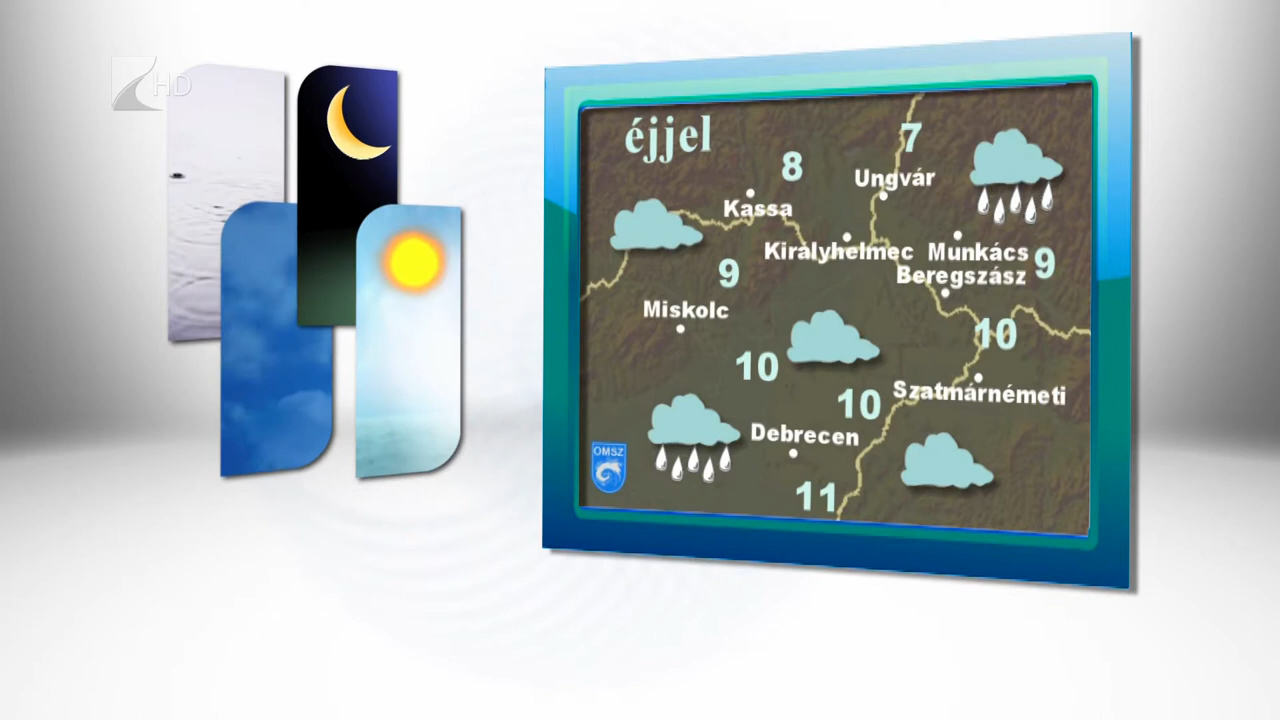 HD
éjjel
7
8
Ungvár
Kassa
Királyhelmec
Munkács
9
Beregszász
9
Miskolc
10
10
10
Szatmárnémeti
Debrecen
OMSZ
11